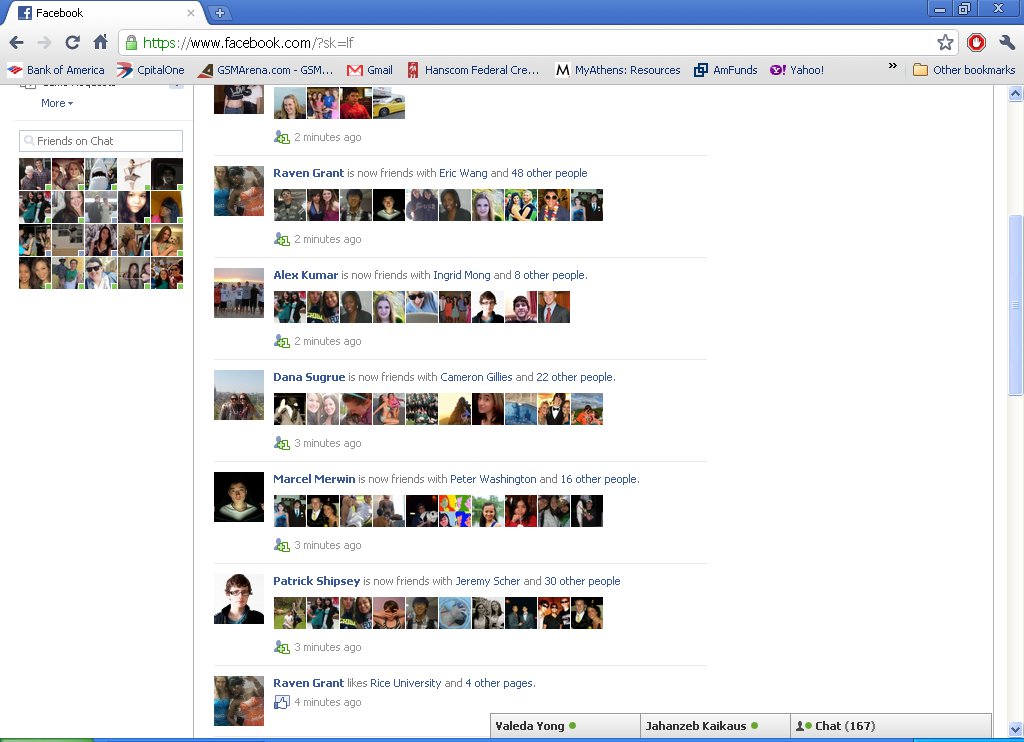 Facebook
https://www.facebook.com/?sk=lf
Bank of America
CpitalOne
GSMArena.com - GSM...
Gmail
Hanscom Federal Cre...
MyAthens: Resources
AmFunds
Yahoo!
»
Other bookmarks
More
Friends on Chat
2 minutes ago
Raven Grant is now friends with Eric Wang and 48 other people
2 minutes ago
Alex Kumar is now friends with Ingrid Mong and 8 other people.
2 minutes ago
Dana Sugrue is now friends with Cameron Gillies and 22 other people.
3 minutes ago
Marcel Merwin is now friends with Peter Washington and 16 other people.
3 minutes ago
Patrick Shipsey is now friends with Jeremy Scher and 30 other people
3 minutes ago
Raven Grant likes Rice University and 4 other pages.
4 minutes ago
Valeda Yong
Jahanzeb Kaikaus
Chat (167)